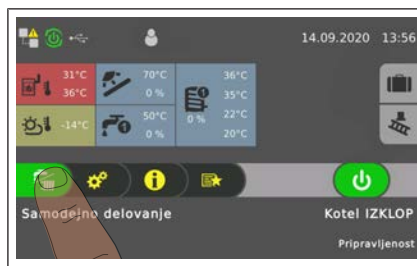 14.09.2020 13:56
31°C
36°C
-14°C
70°C
0 %
50°C
0 %
0 %
36°C
35°C
22°C
20°C
Samodejno delovanje
Kotel IZKLOP
Pripravljenost